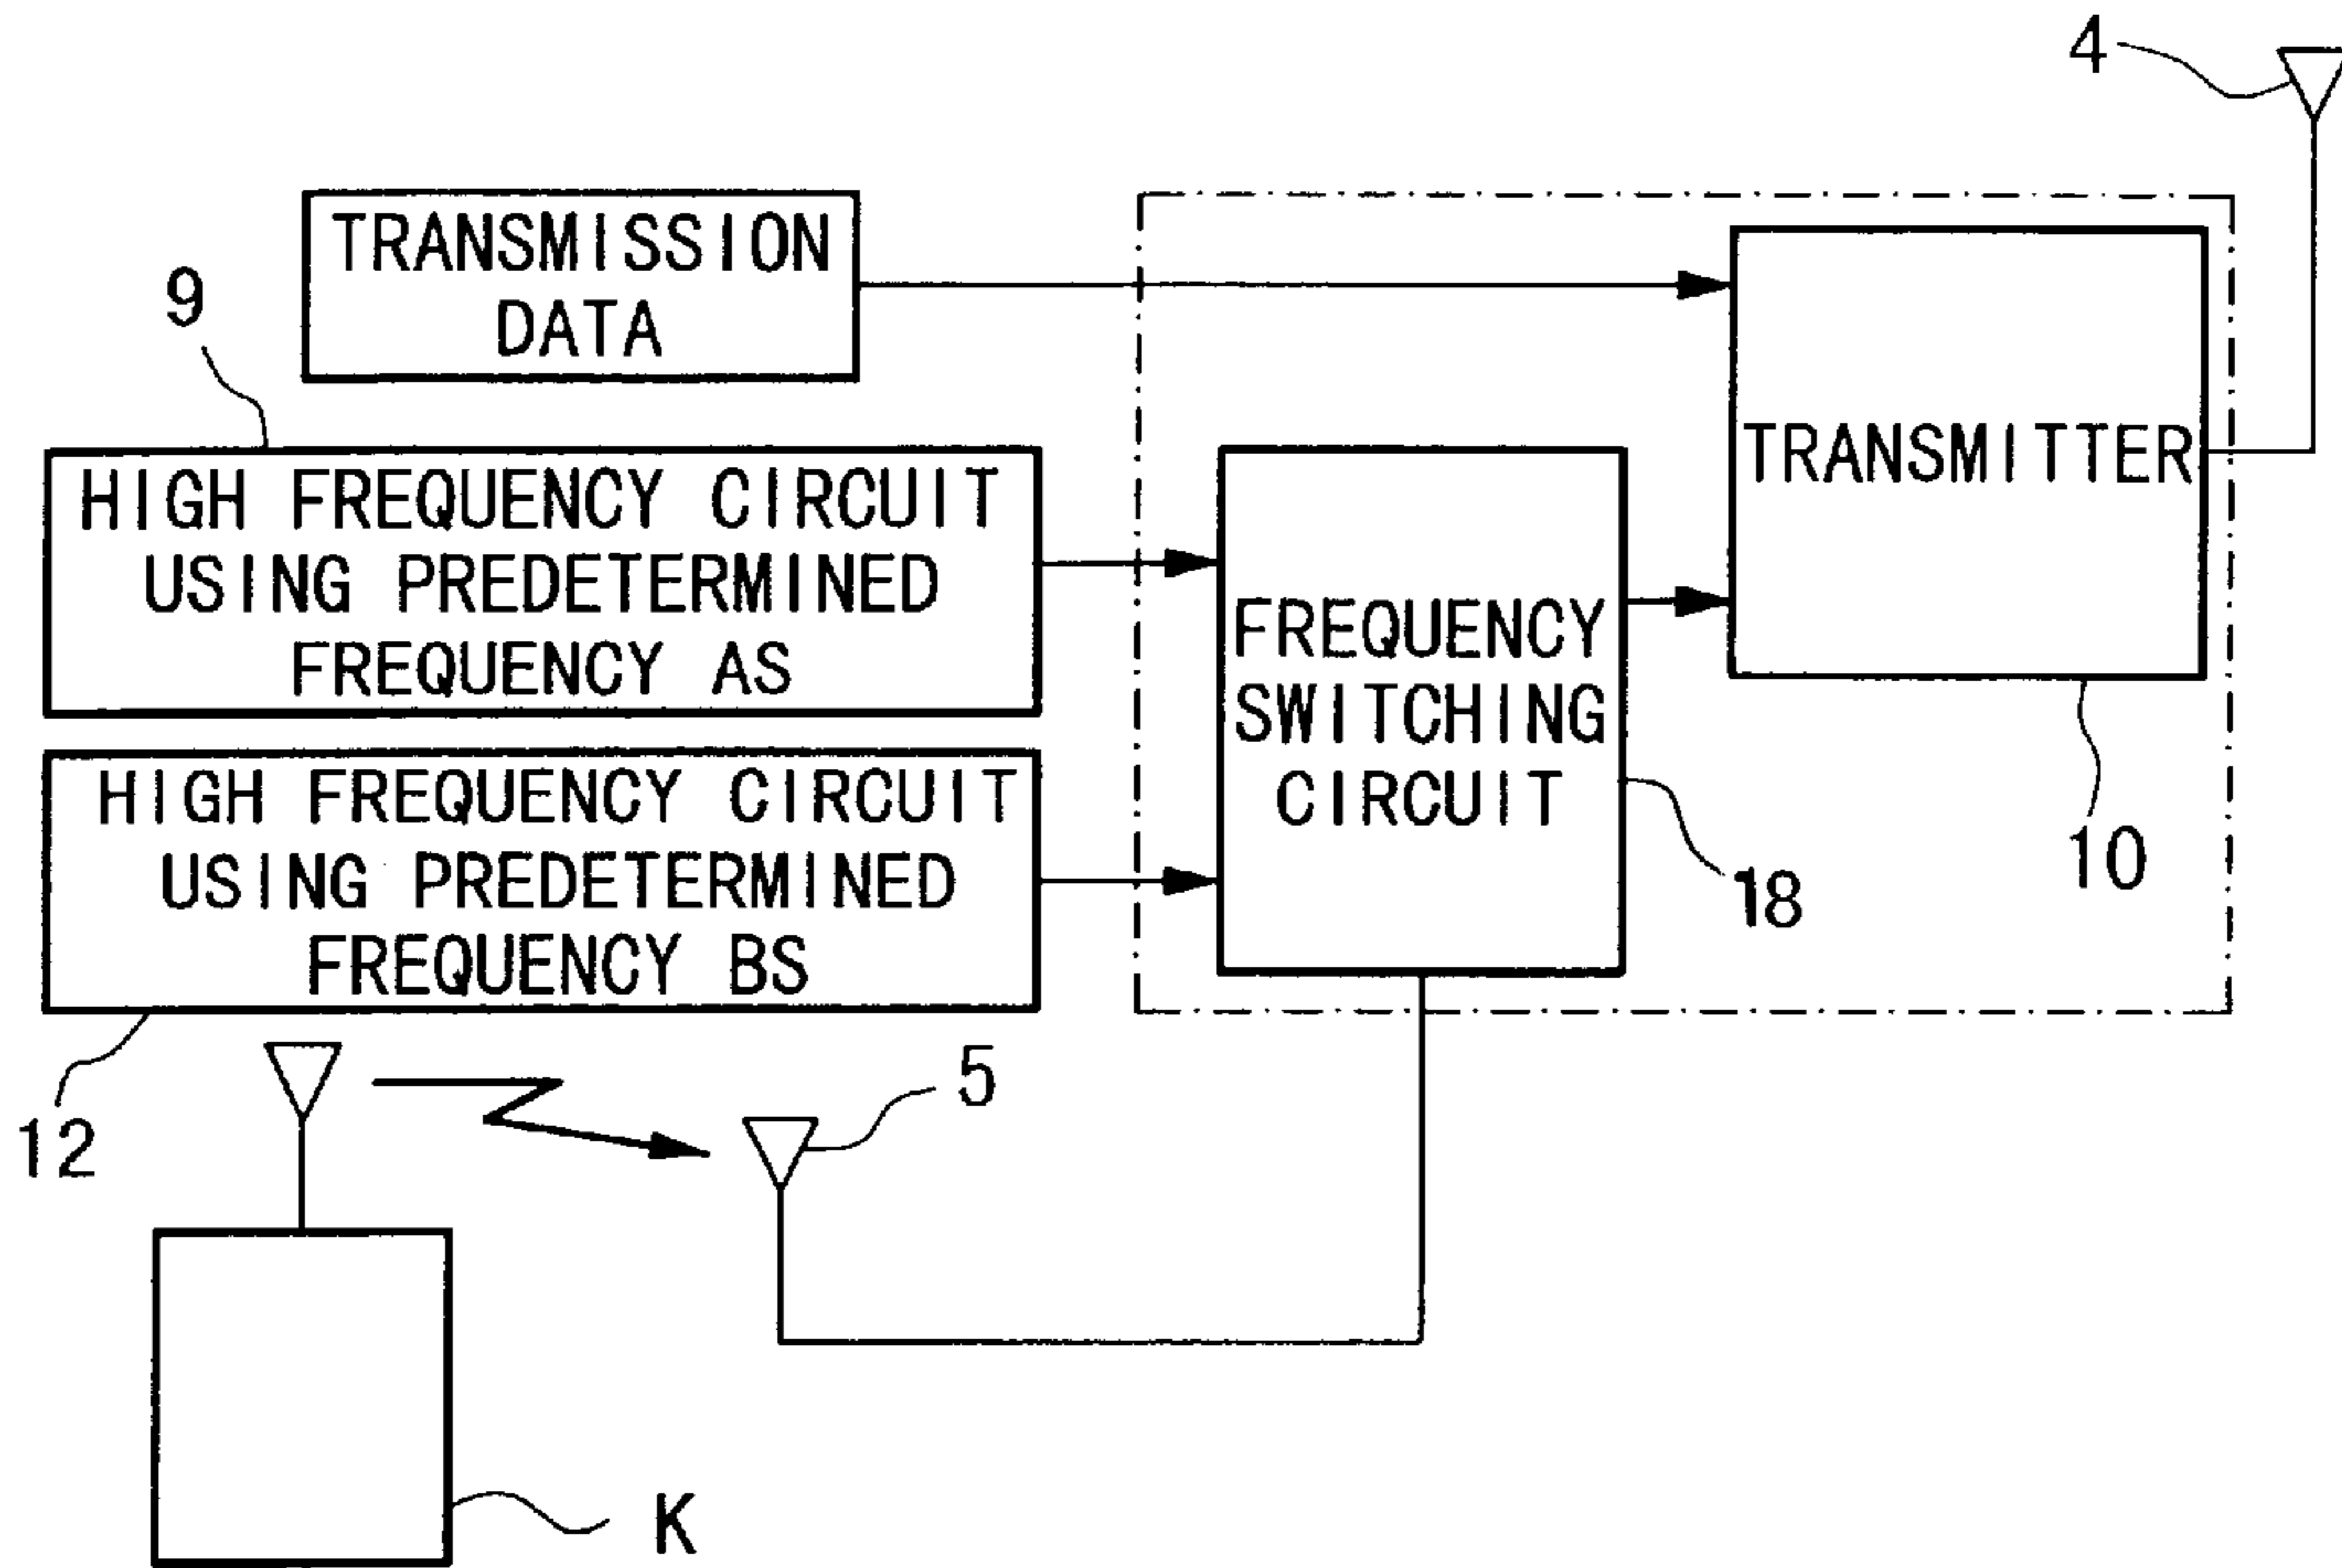 4
TRANSMISSION
DATA
9
TRANSMITTER
HIGH FREQUENCY CIRCUIT
USING PREDETERMINED
FREQUENCY AS
FREQUENCY
SWITCHING
CIRCUIT
HIGH FREQUENCY CIRCUIT
USING PREDETERMINED
FREQUENCY BS
18
10
12
5
K